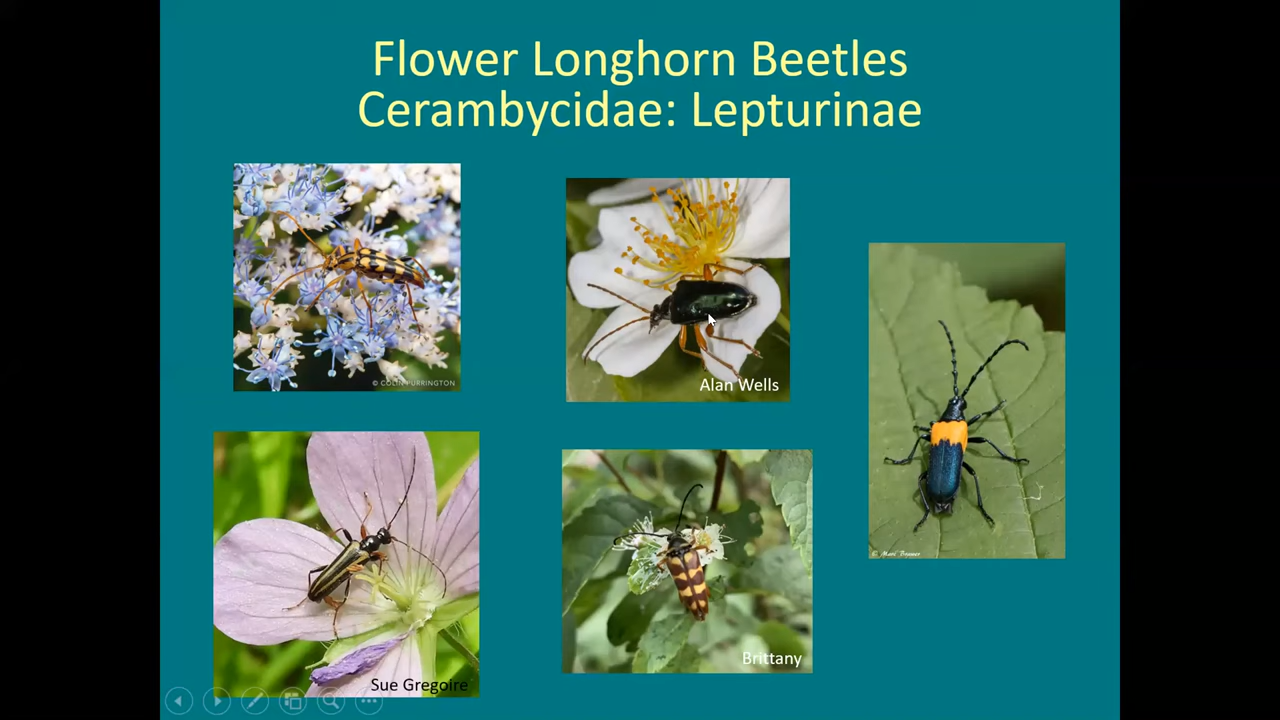 Flower Longhorn Beetles
Cerambycidae: Lepturinae
© COLIN PURRINGTON
Alan Wells
Sue Gregoire
Brittany